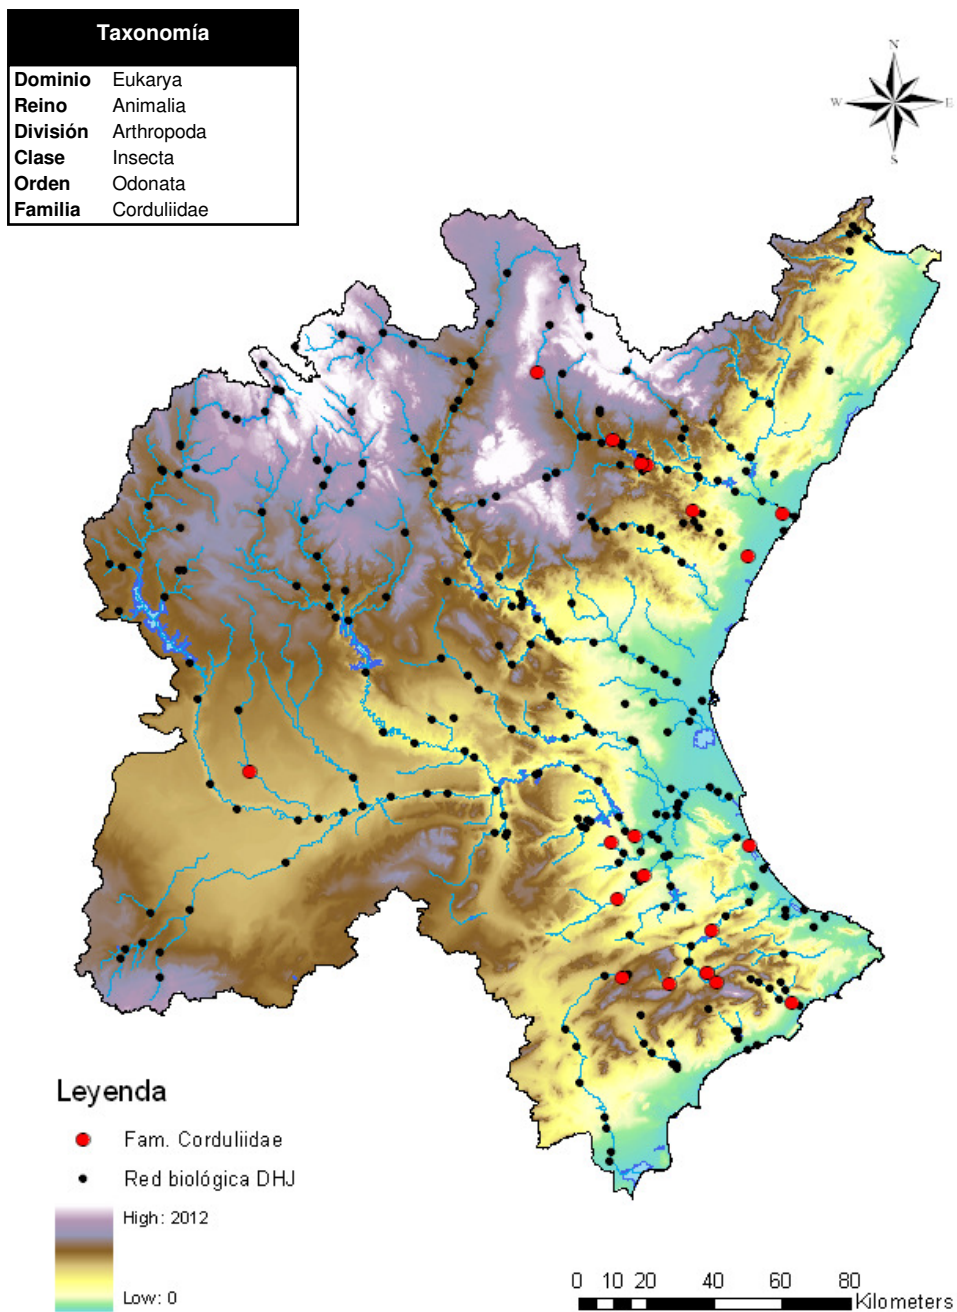 Taxonomía
Dominio Eukarya
Reino Animalia
División Arthropoda
Clase Insecta
Orden Odonata
Familia Corduliidae
N
W E
S
Leyenda
Fam. Corduliidae
Red biológica DHJ
High: 2012
Low: 0
0 10 20 40 60 80
Kilometers